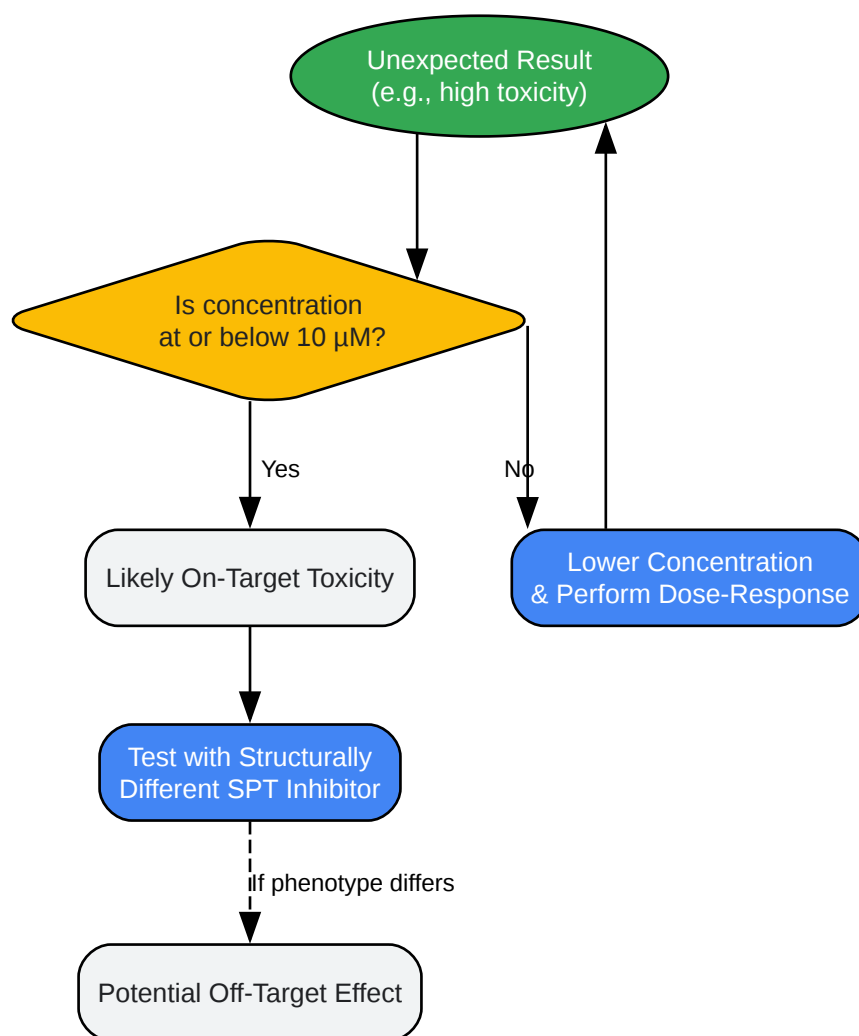 Unexpected Result
(e.g., high toxicity)
Is concentration
at or below 10 µM?
Yes
No
Likely On-Target Toxicity
Lower Concentration
& Perform Dose-Response
Test with Structurally
Different SPT Inhibitor
If phenotype differs
Potential Off-Target Effect